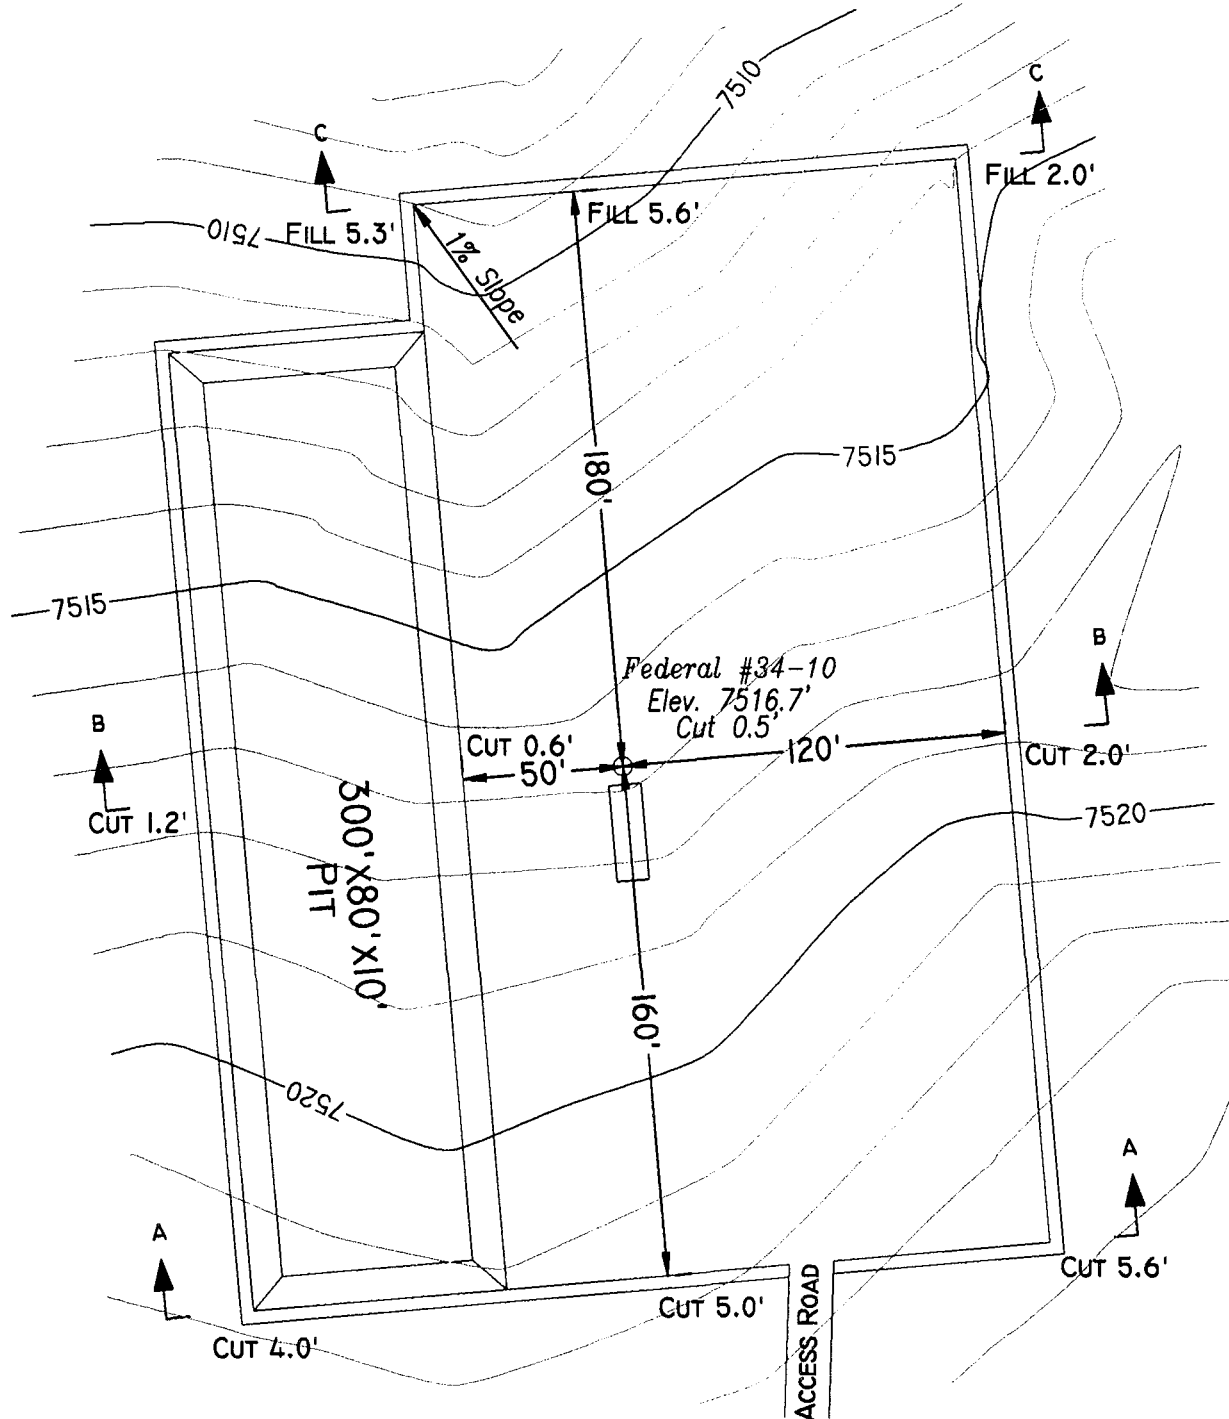 7510
C
C
FILL 2.0'
FILL 5.6'
7510
FILL 5.3'
1% Slope
180'
7515
7515
Federal #34-10
Elev. 7516.7'
Cut 0.5'
B
B
CUT 0.6'
50'
120'
CUT 2.0'
CUT 1.2'
300'X80'X10'
PIT
7520
160'
7520
A
A
CUT 5.6'
CUT 5.0'
CUT 4.0'
ACCESS ROAD